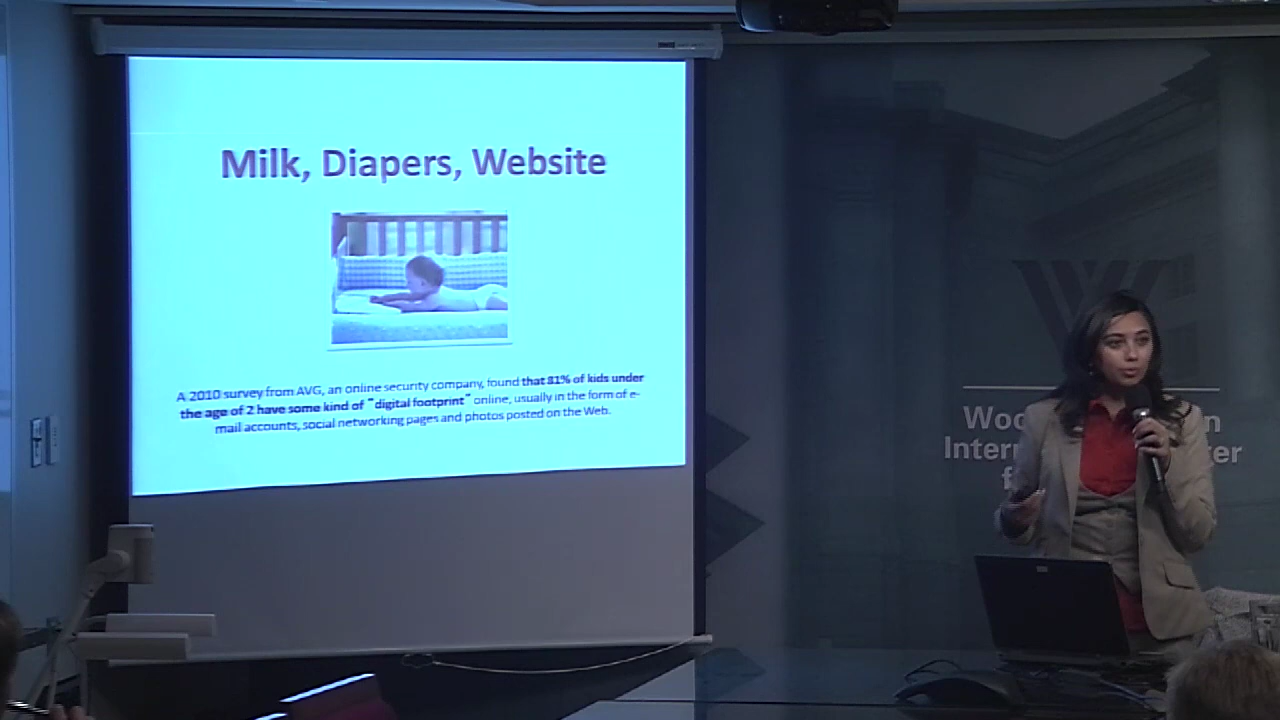 Milk, Diapers, Website
A 2010 survey from AVG, an online security company, found that 81% of kids under
the age of 2 have some kind of "digital footprint" online, usually in the form of e-
mail accounts, social networking pages and photos posted on the Web.